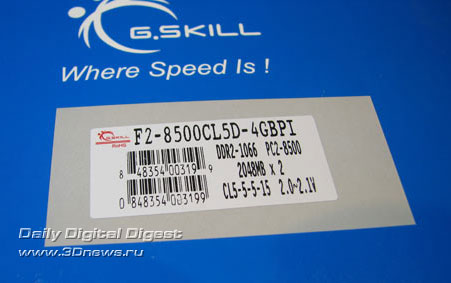 G.SKILL
Where Speed Is !
G.SKILL
RoHS
F2-8500CL5D-4GBPI
DDR2-1066 PC2-8500
2048MB x 2
CL5-5-5-15 2.0~2.1V
8 48354 00319 9
0 848354 003199
Daily Digital Digest
www.3Dnews.ru